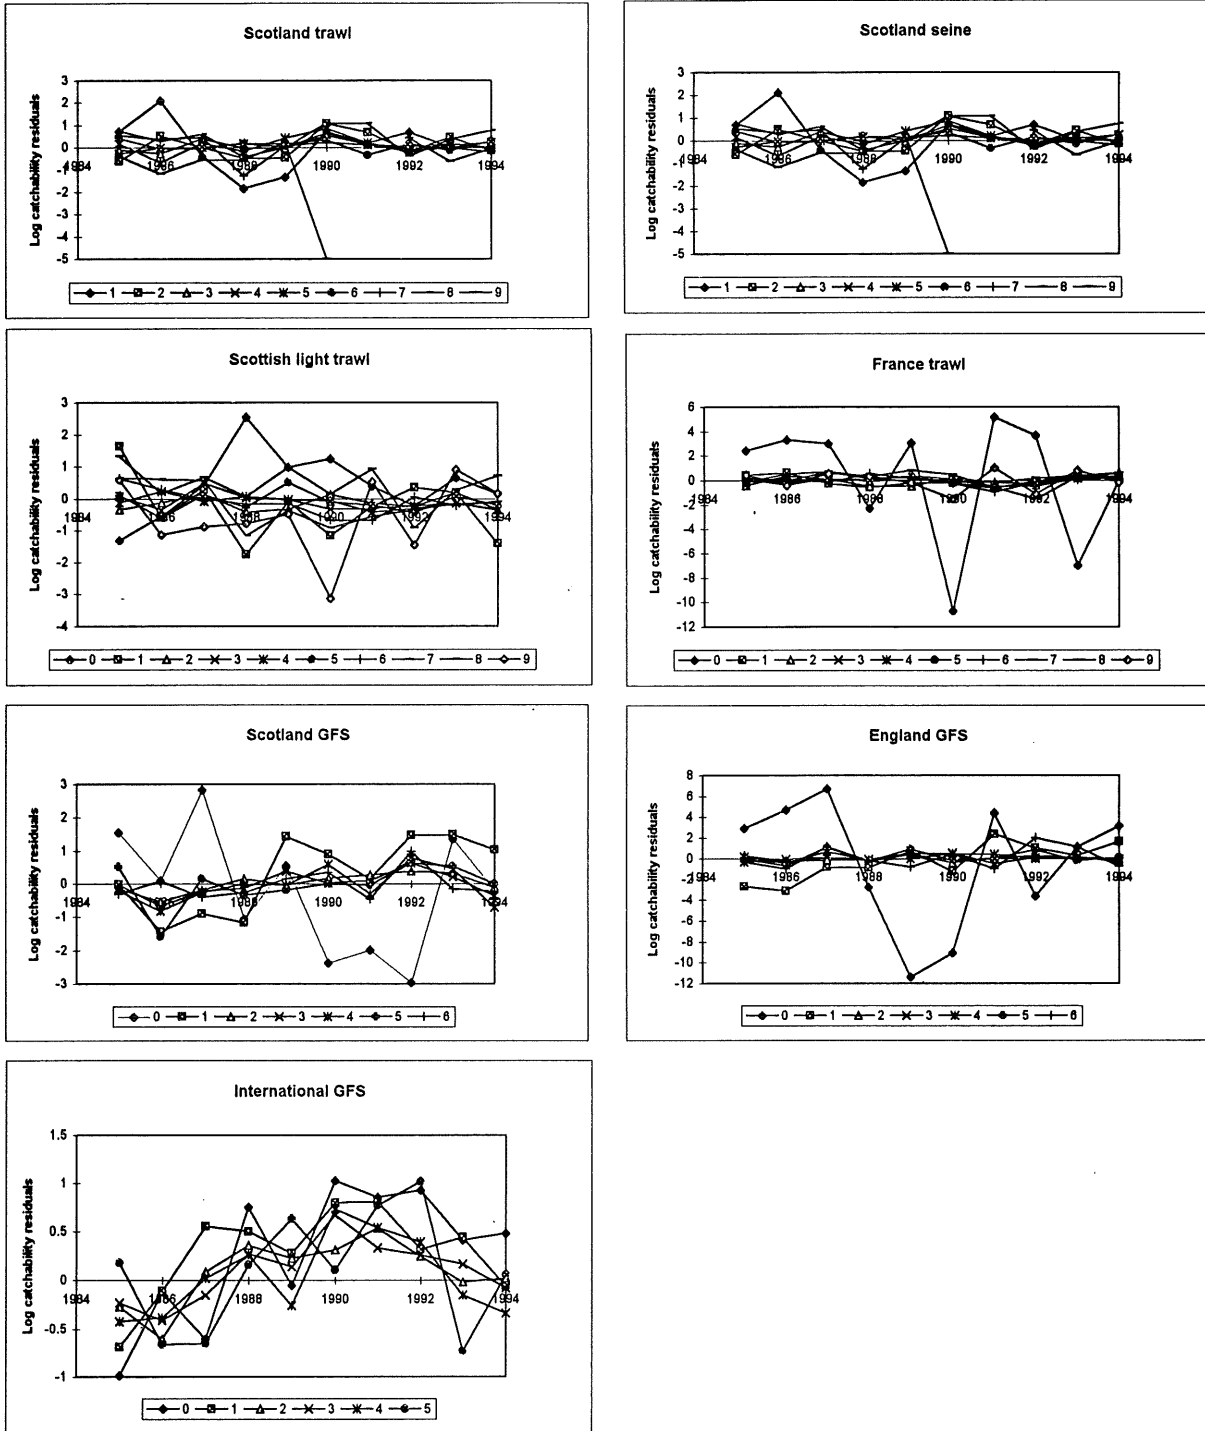 Scotland trawl
Log catchability residuals
3
2
1
0
-1
-2
-3
-4
-5
1984 1986 1988 1990 1992 1994
1 2 3 4 5 6 7 8 9
Scotland seine
Log catchability residuals
3
2
1
0
-1
-2
-3
-4
-5
1984 1986 1988 1990 1992 1994
1 2 3 4 5 6 7 8 9
Scottish light trawl
Log catchability residuals
3
2
1
0
-1
-2
-3
-4
1984 1986 1988 1990 1992 1994
0 1 2 3 4 5 6 7 8 9
France trawl
Log catchability residuals
6
4
2
0
-2
-4
-6
-8
-10
-12
1984 1986 1988 1990 1992 1994
0 1 2 3 4 5 6 7 8 9
Scotland GFS
Log catchability residuals
3
2
1
0
-1
-2
-3
1984 1986 1988 1990 1992 1994
0 1 2 3 4 5 6
England GFS
Log catchability residuals
8
6
4
2
0
-2
-4
-6
-8
-10
-12
1984 1986 1988 1990 1992 1994
0 1 2 3 4 5 6
International GFS
Log catchability residuals
1.5
1
0.5
0
-0.5
-1
1984 1986 1988 1990 1992 1994
0 1 2 3 4 5